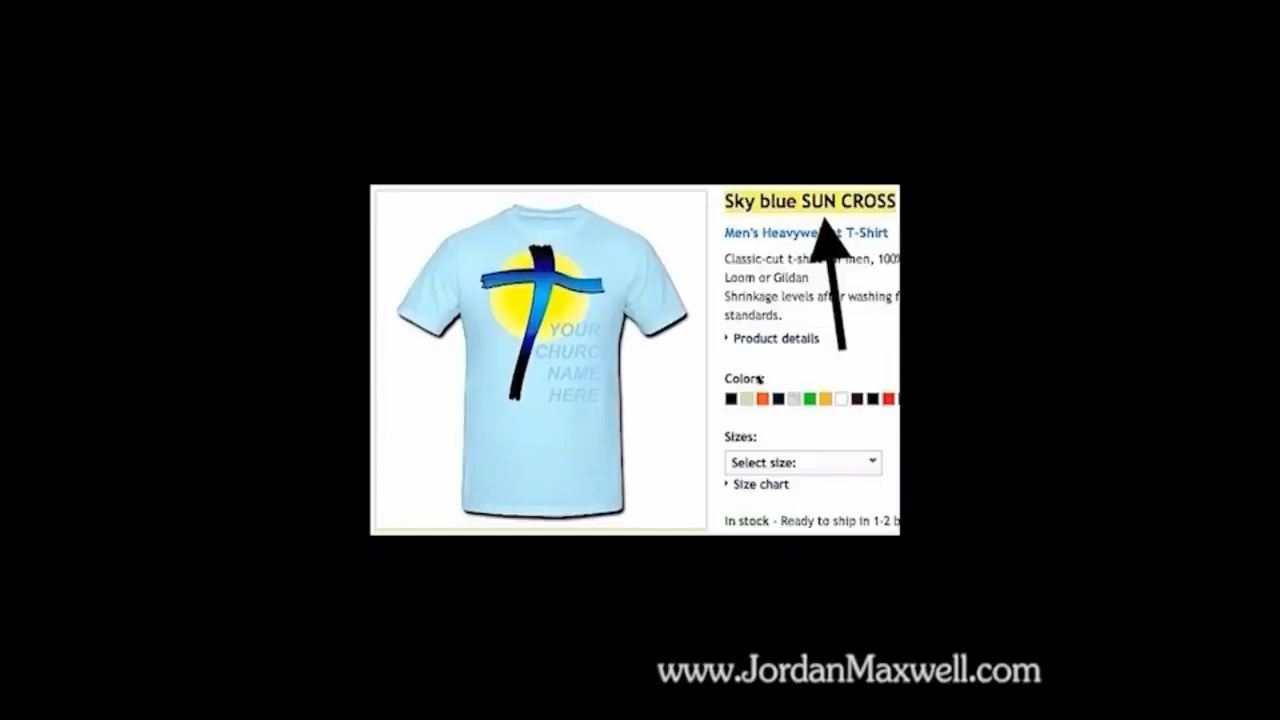 YOUR
CHURC
NAME
HERE
Sky blue SUN CROSS
Men's Heavywe t T-Shirt
Classic-cut t-sh men, 100%
Loom or Gildan
Shrinkage levels after washing f
standards.
Product details
Colors:
Sizes:
Select size:
Size chart
In stock - Ready to ship in 1-2 b
www.JordanMaxwell.com